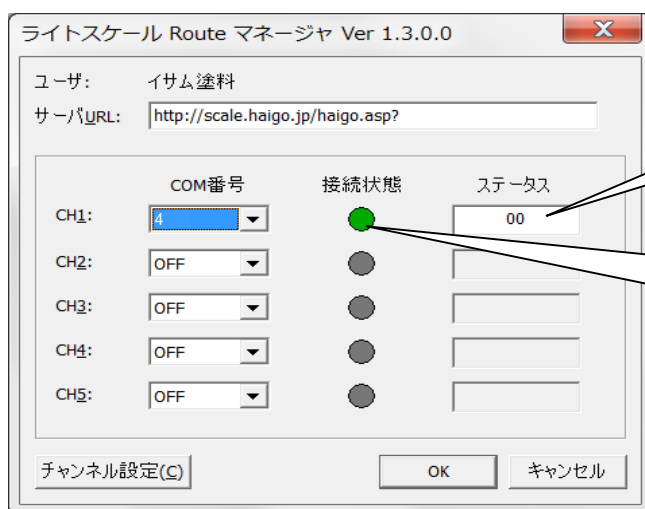 ライトスケール Route マネージャ Ver 1.3.0.0
ユーザ: イサム塗料
サーバURL: http://scale.haigo.jp/haigo.asp?
COM番号 接続状態 ステータス
CH1: 4 00
CH2: OFF
CH3: OFF
CH4: OFF
CH5: OFF
チャンネル設定(C) OK キャンセル